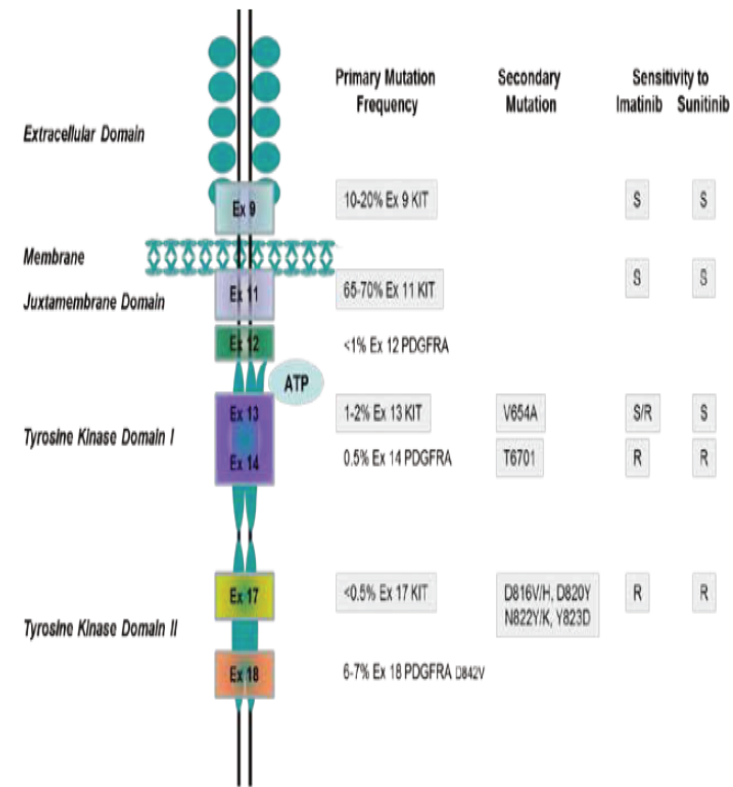 Primary Mutation
Frequency
Secondary
Mutation
Sensitivity to
Imatinib Sunitinib
Extracellular Domain
Ex 9
10-20% Ex 9 KIT
S
S
Membrane
Juxtamembrane Domain
Ex 11
65-70% Ex 11 KIT
S
S
Ex 12
<1% Ex 12 PDGFRA
ATP
Tyrosine Kinase Domain I
Ex 13
1-2% Ex 13 KIT
V654A
S/R
S
Ex 14
0.5% Ex 14 PDGFRA
T6701
R
R
Tyrosine Kinase Domain II
Ex 17
<0.5% Ex 17 KIT
D816V/H, D820Y
N822Y/K, Y823D
R
R
Ex 18
6-7% Ex 18 PDGFRA D842V